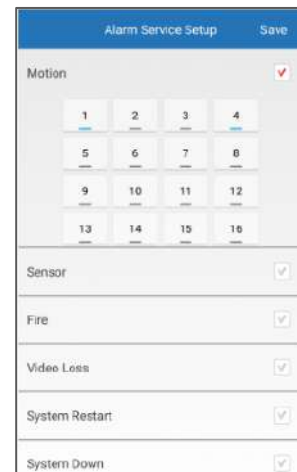 Alarm Service Setup Save
Motion
1 2 3 4
5 6 7 8
9 10 11 12
13 14 15 16
Sensor
Fire
Video Loss
System Restart
System Down